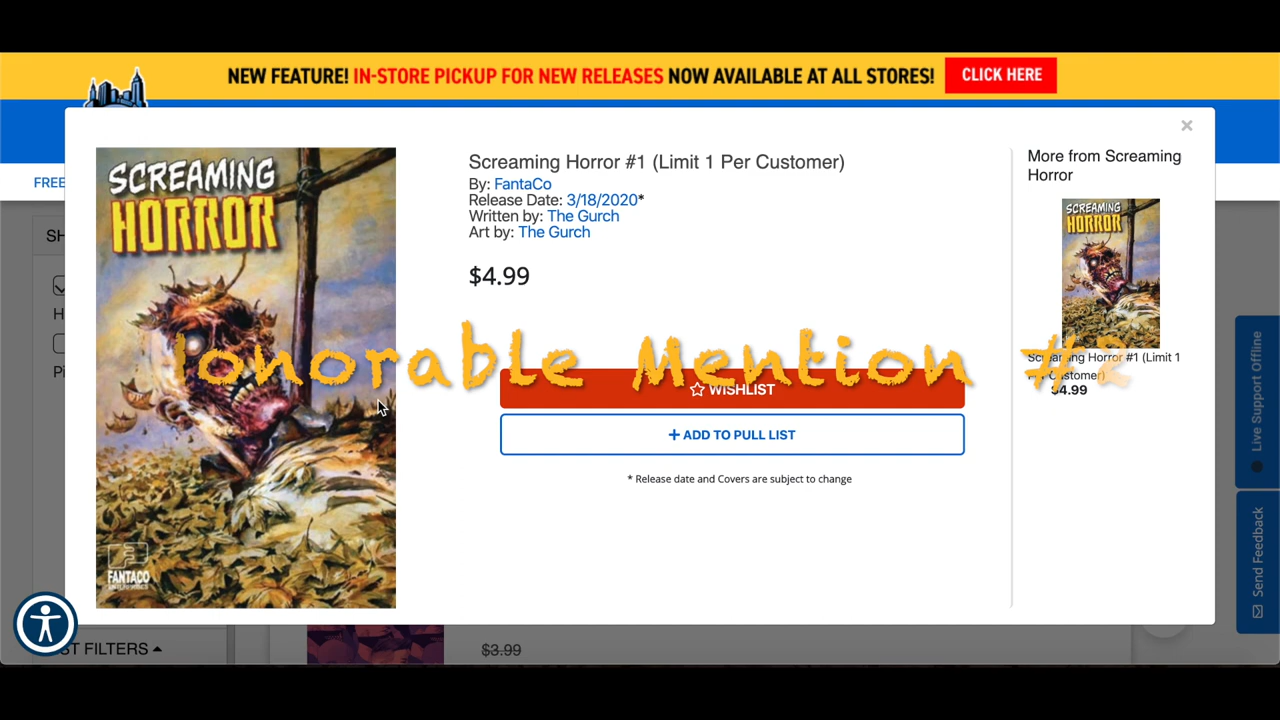 NEW FEATURE! IN-STORE PICKUP FOR NEW RELEASES NOW AVAILABLE AT ALL STORES! CLICK HERE
FREE
SCREAMING
HORROR
FANTACO
Screaming Horror #1 (Limit 1 Per Customer)
By: FantaCo
Release Date: 3/18/2020*
Written by: The Gurch
Art by: The Gurch
$4.99
Honorable Mention #2
WISHLIST
+ ADD TO PULL LIST
* Release date and Covers are subject to change
More from Screaming
Horror
SCREAMING
HORROR
Screaming Horror #1 (Limit 1
Customer)
$4.99
Live Support Offline
Send Feedback
FILTERS
$3.99